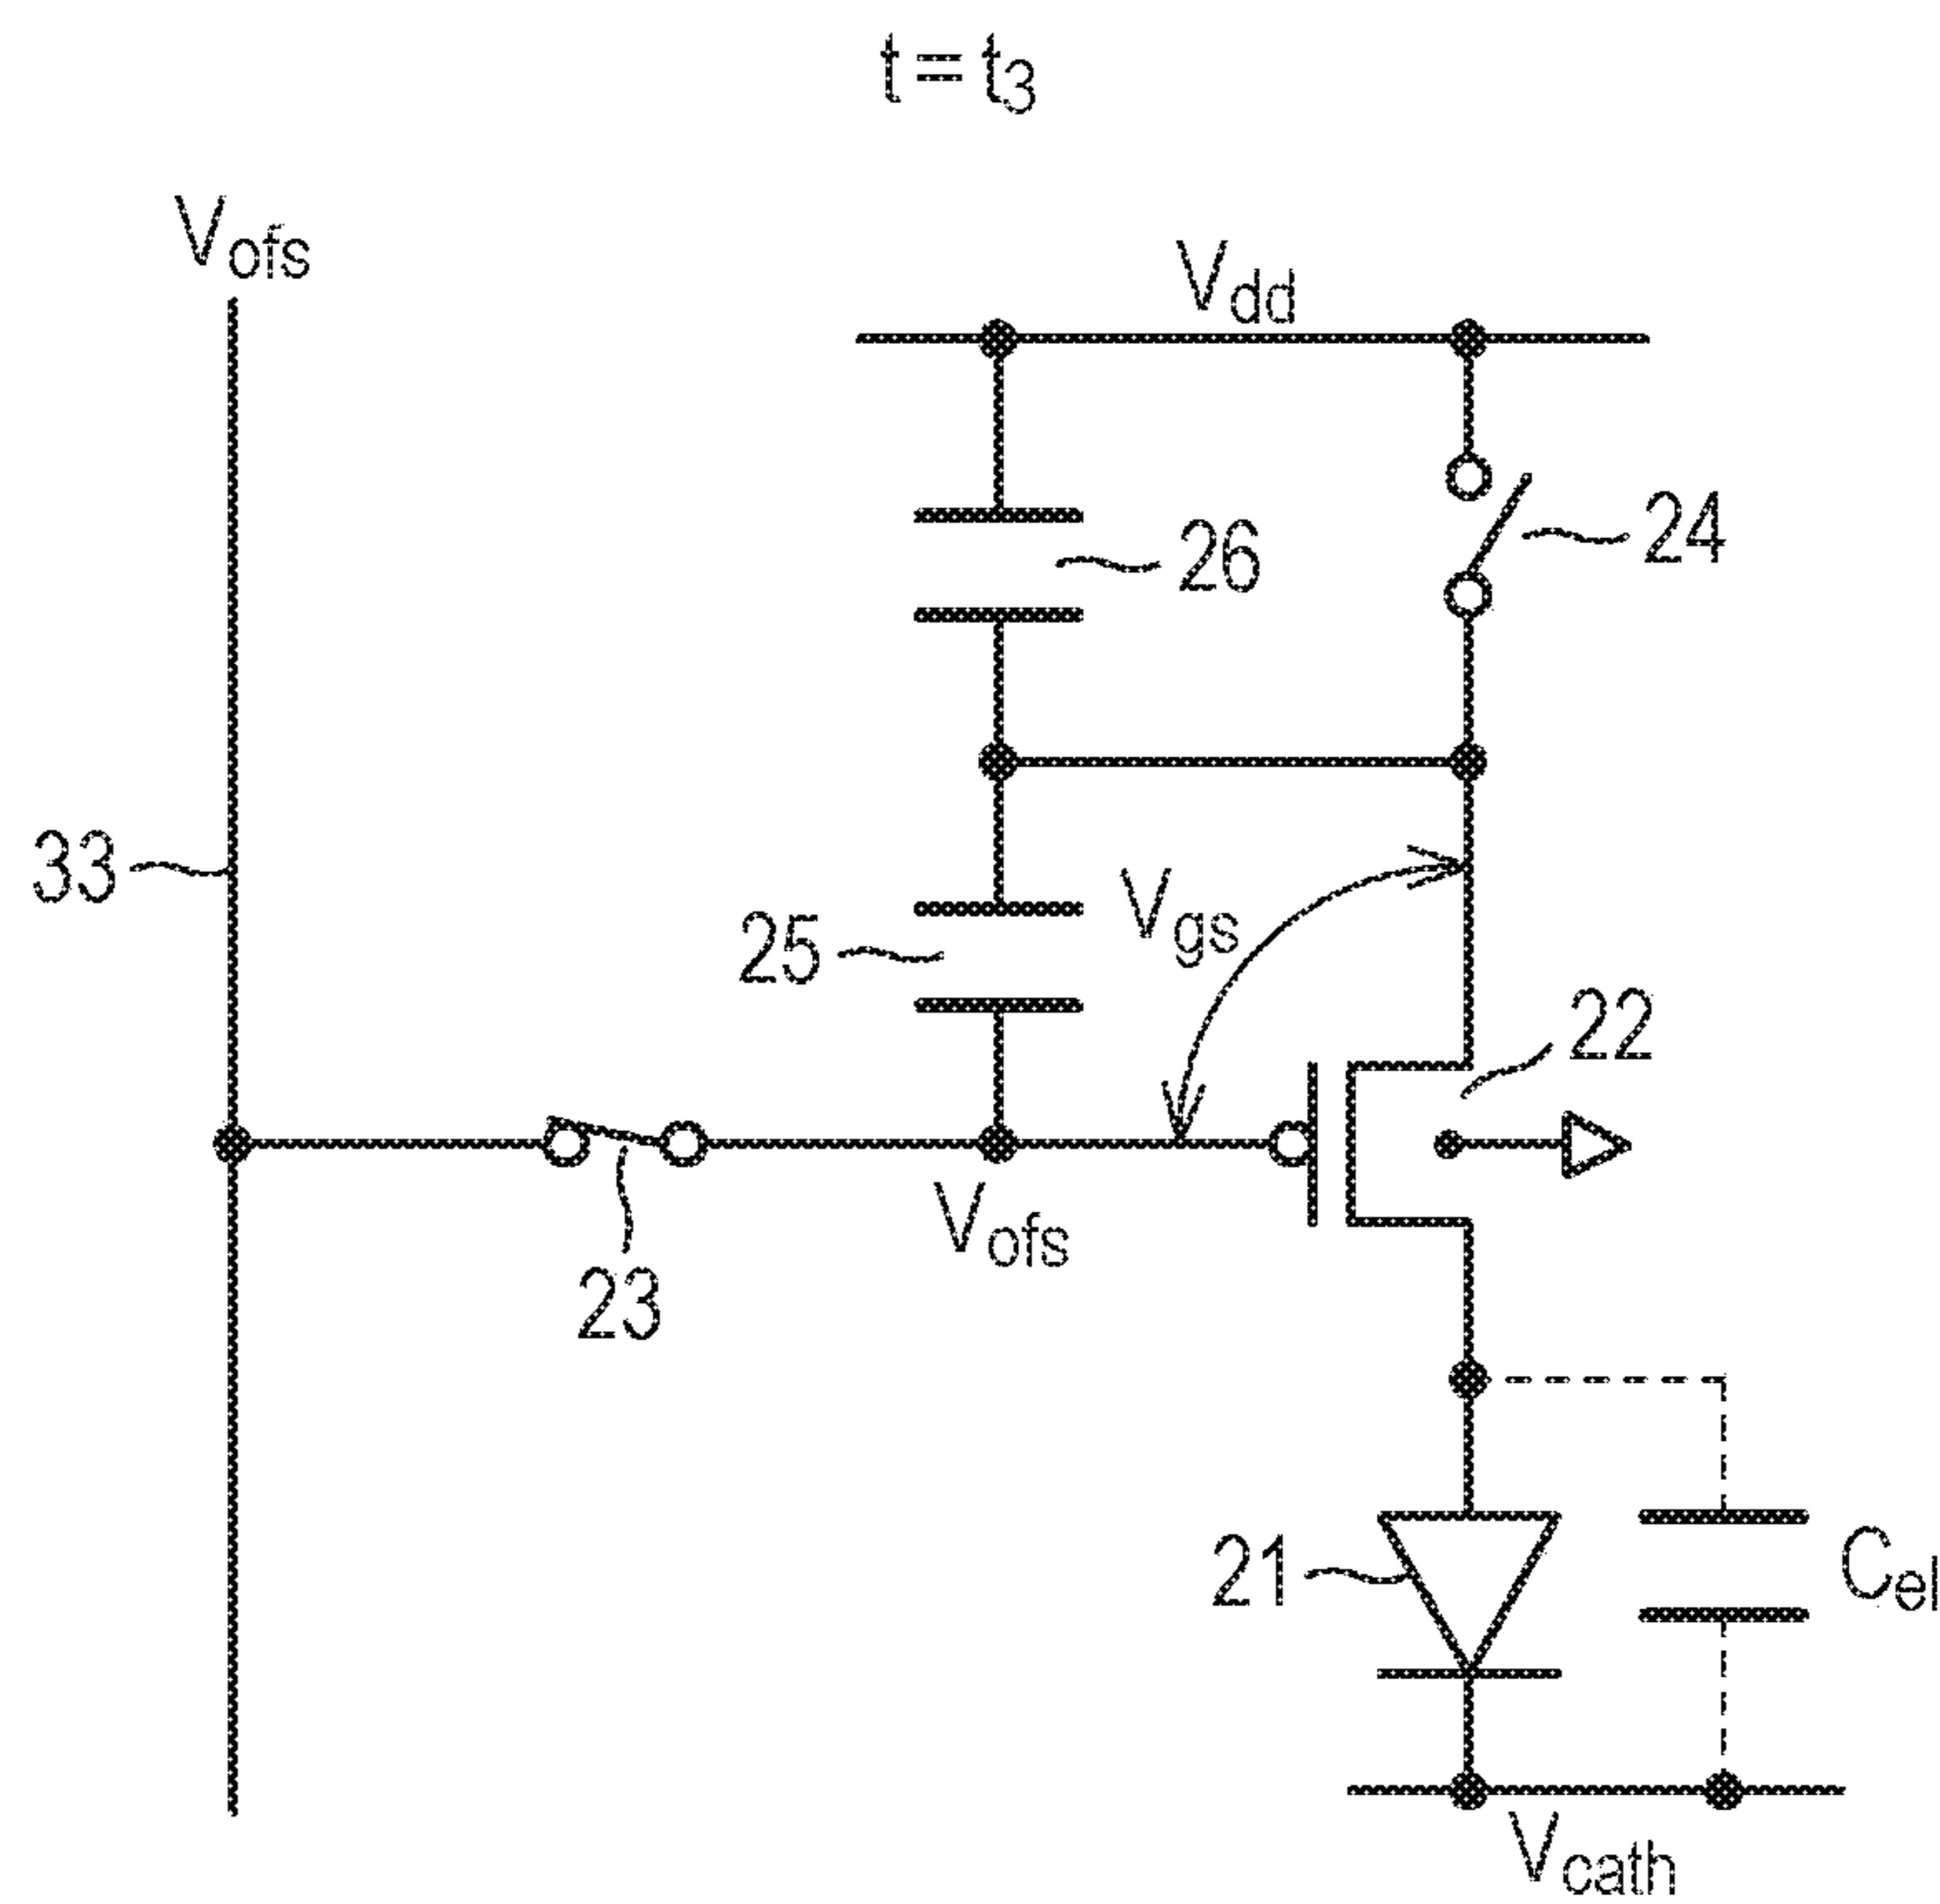 t = t3
Vofs
Vdd
24
26
33
Vgs
25
22
Vofs
23
21
Cel
Vcath